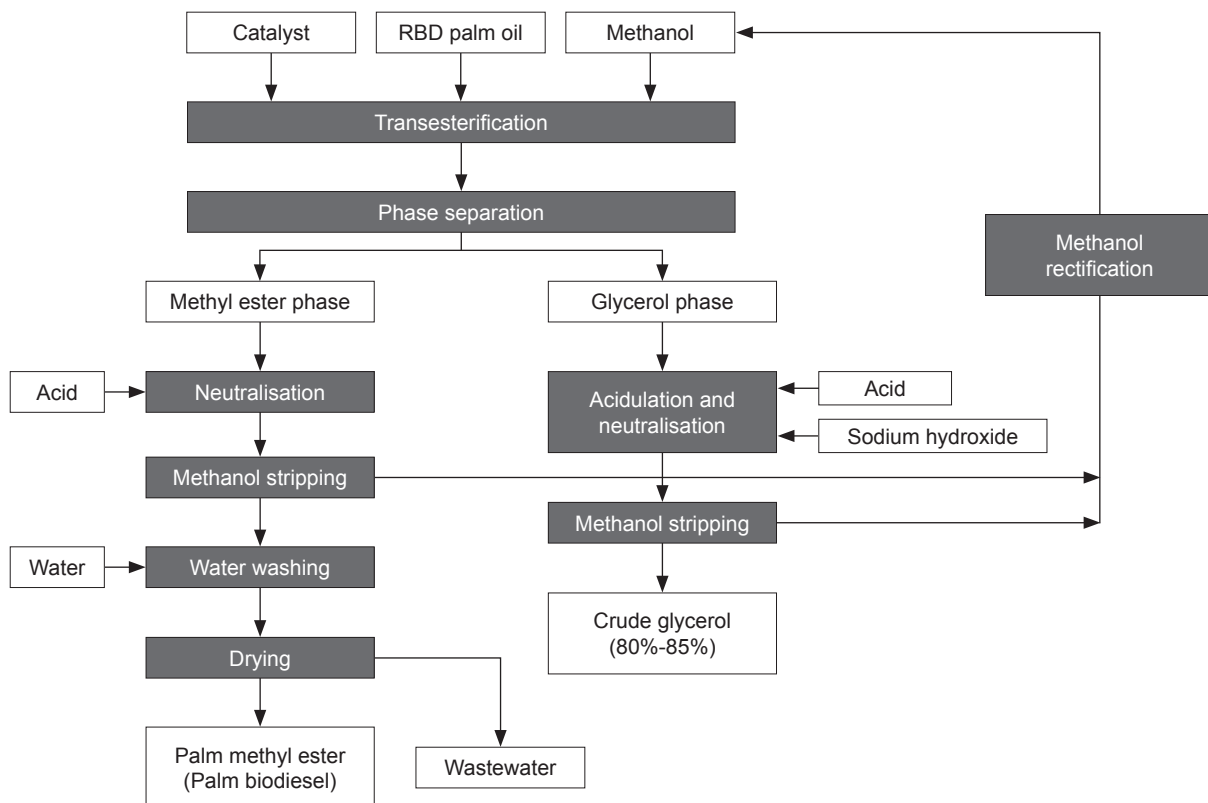 Catalyst
RBD palm oil
Methanol
Transesterification
Phase separation
Methanol
rectification
Methyl ester phase
Glycerol phase
Acid
Neutralisation
Acidulation and
neutralisation
Acid
Sodium hydroxide
Methanol stripping
Methanol stripping
Water
Water washing
Crude glycerol
(80%-85%)
Drying
Palm methyl ester
(Palm biodiesel)
Wastewater